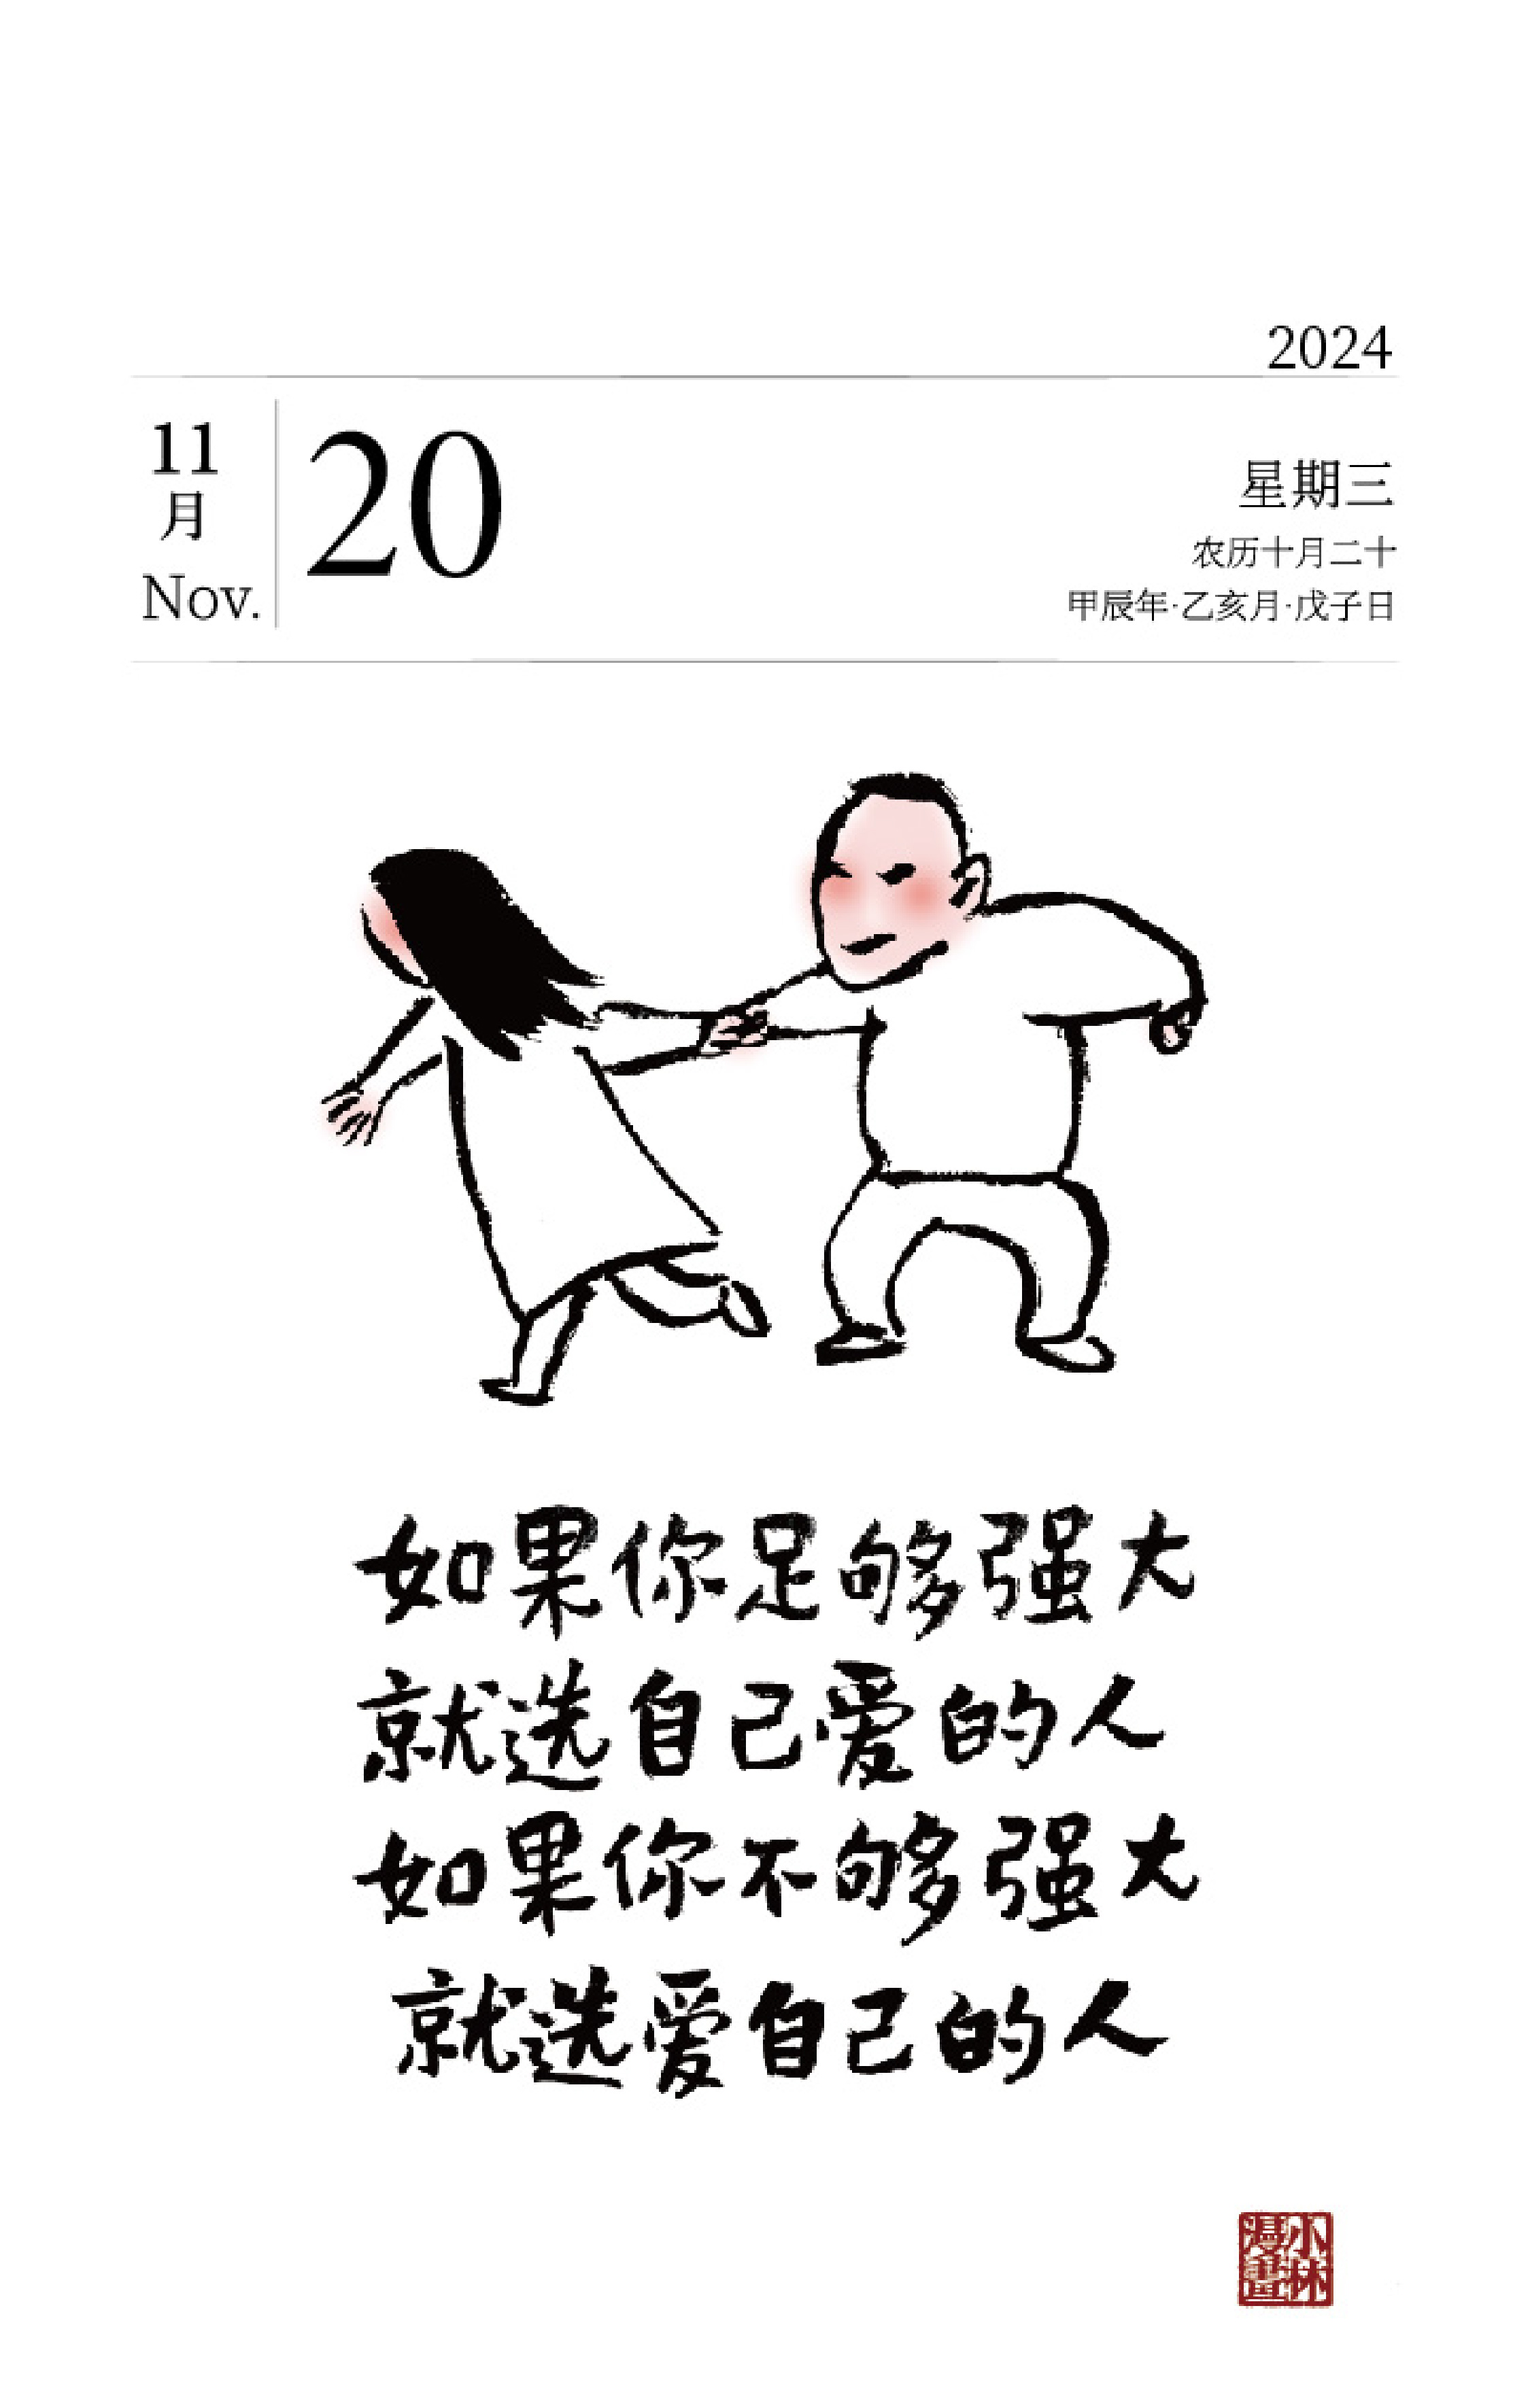 2024
11
月
Nov.
20
星期三
农历十月二十
甲辰年·乙亥月·戊子日
如果你足够强大
就选自己爱的人
如果你不够强大
就选爱自己的人
小林
漫畫